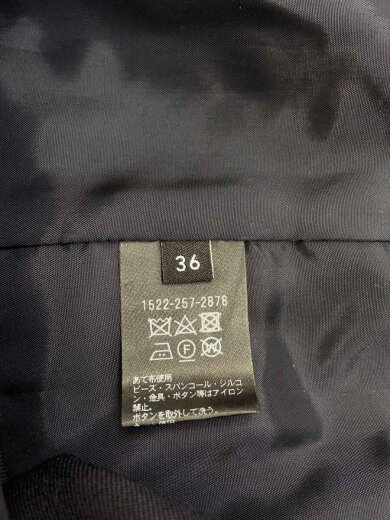 36
1522-257-2878
あて布使用
ビーズ・スパンコール・シルコ
ン・金具・ボタン等はアイロン
禁止。
ボタンを取外して洗う。